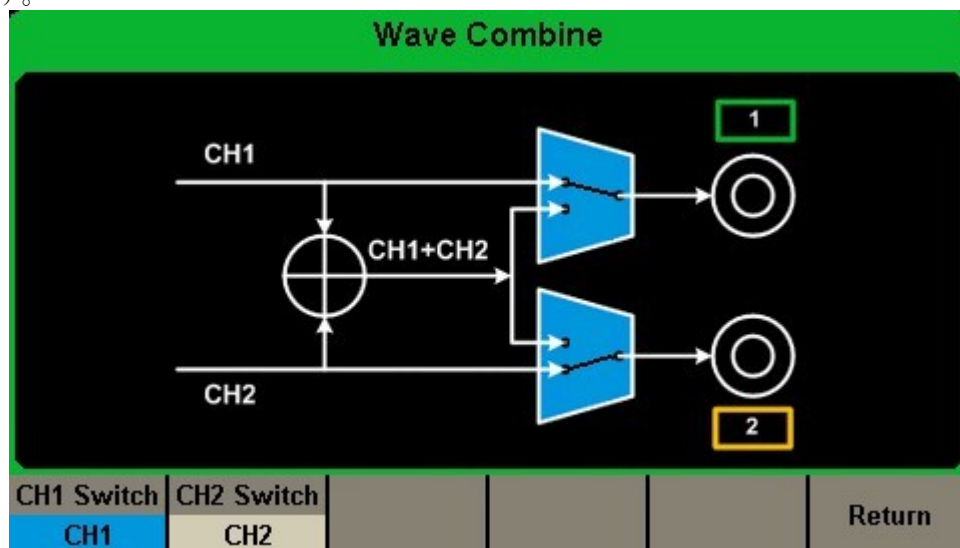 ）。
Wave Combine
1
CH1
CH1+CH2
CH2
2
CH1 Switch
CH1
CH2 Switch
CH2
Return